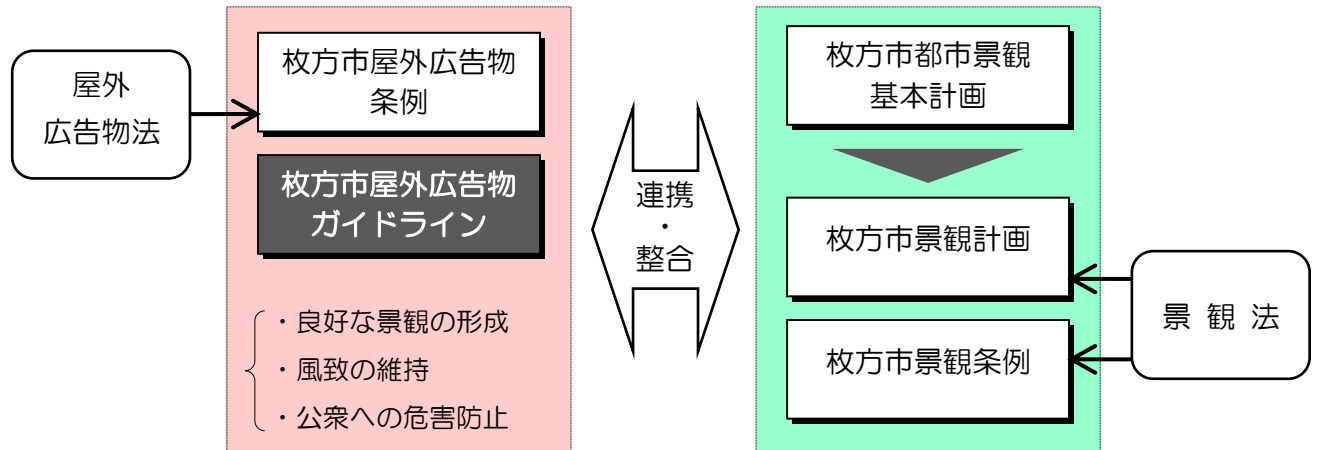 屋外
広告物法
枚方市屋外広告物
条例
枚方市屋外広告物
ガイドライン
・良好な景観の形成
・風致の維持
・公衆への危害防止
連携
・
整合
枚方市都市景観
基本計画
枚方市景観計画
枚方市景観条例
景 観 法